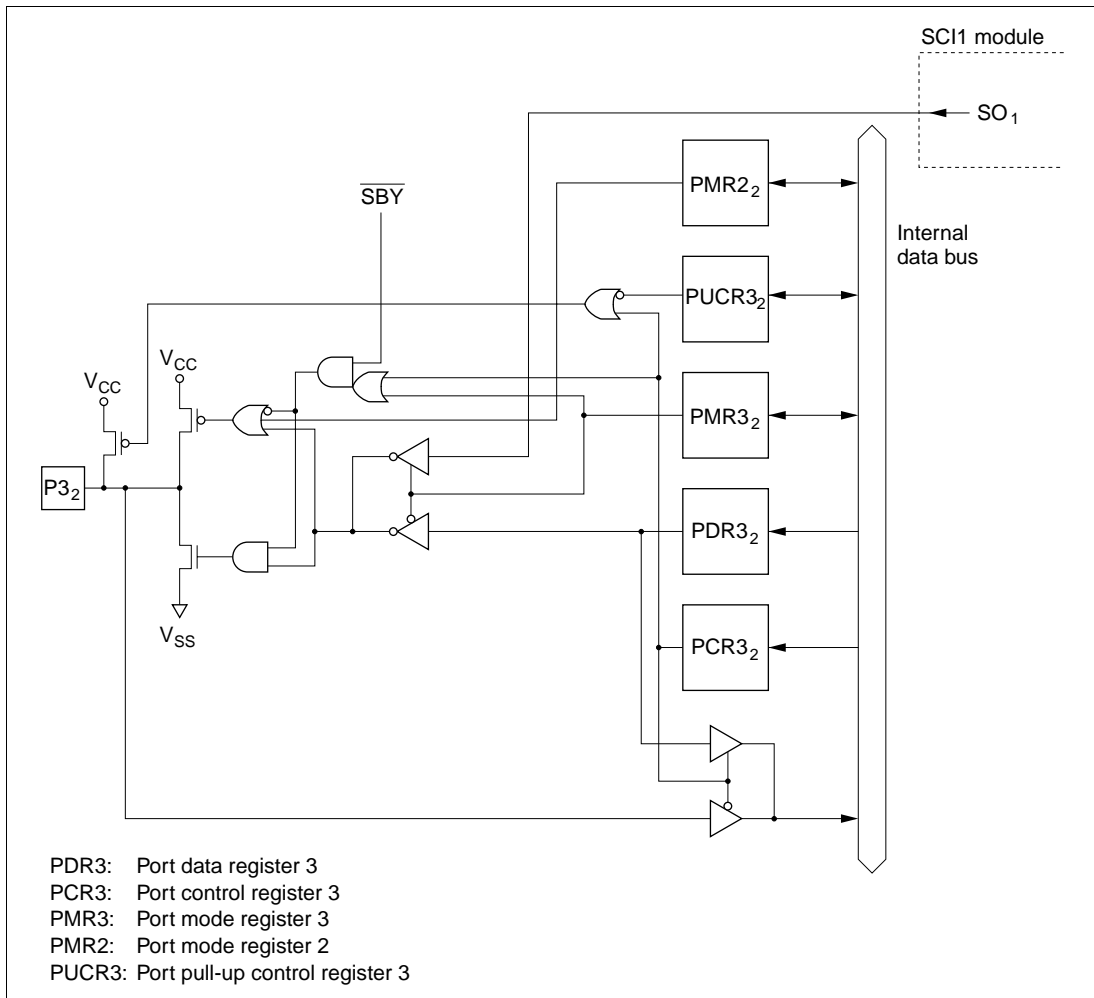 SCI1 module
SO1
PMR22
SBY
Internal
data bus
PUCR32
VCC
VCC
PMR32
P32
PDR32
VSS
PCR32
PDR3: Port data register 3
PCR3: Port control register 3
PMR3: Port mode register 3
PMR2: Port mode register 2
PUCR3: Port pull-up control register 3